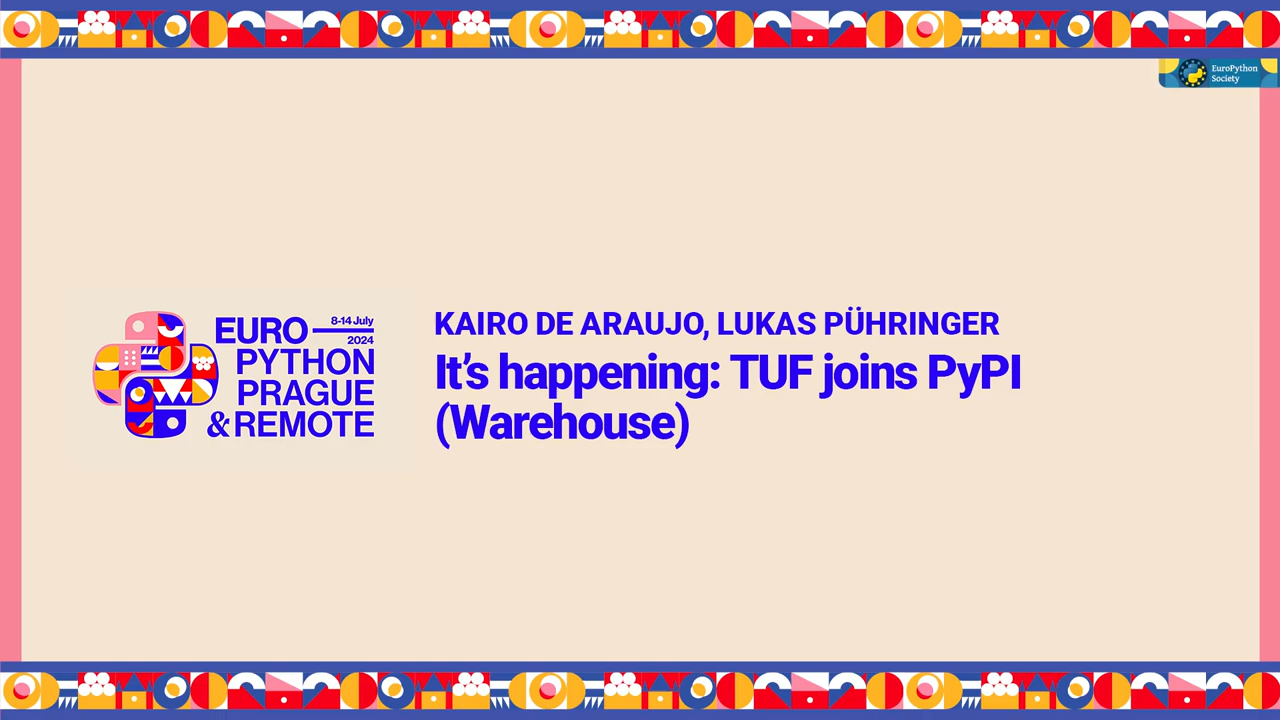 EuroPython
Society
EURO
8-14 July
2024
PYTHON
PRAGUE
& REMOTE
KAIRO DE ARAUJO, LUKAS PÜHRINGER
It’s happening: TUF joins PyPI
(Warehouse)